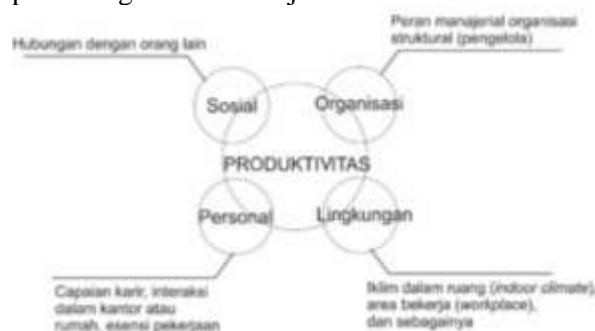 Peran manajerial organisasi
struktural (pengelola)
Hubungan dengan orang lain
Sosial
Organisasi
PRODUKTIVITAS
Personal
Lingkungan
Capaian karir, interaksi
dalam kantor atau
rumah, esensi pekerjaan
Iklim dalam ruang (indoor climate),
area bekerja (workplace),
dan sebagainya